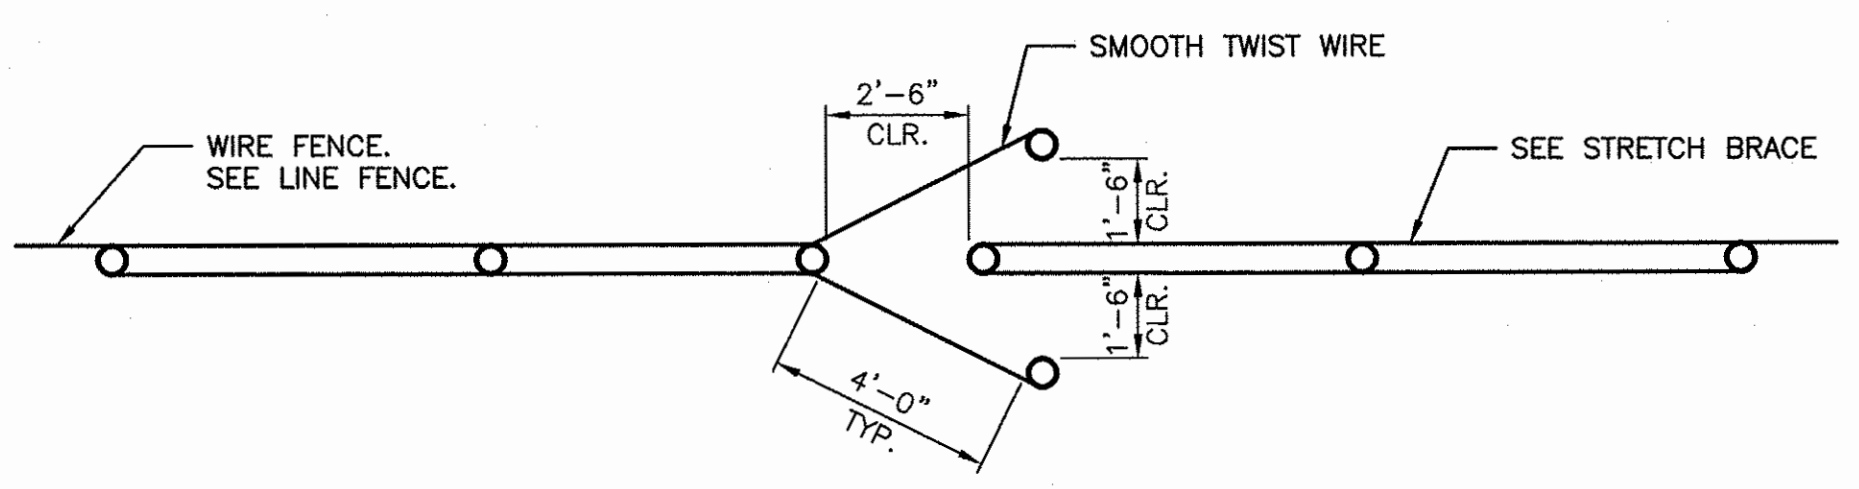 SMOOTH TWIST WIRE
2'-6"
CLR.
WIRE FENCE.
SEE LINE FENCE.
SEE STRETCH BRACE
1'-6"
CLR.
1'-6"
CLR.
4'-0"
TYP.